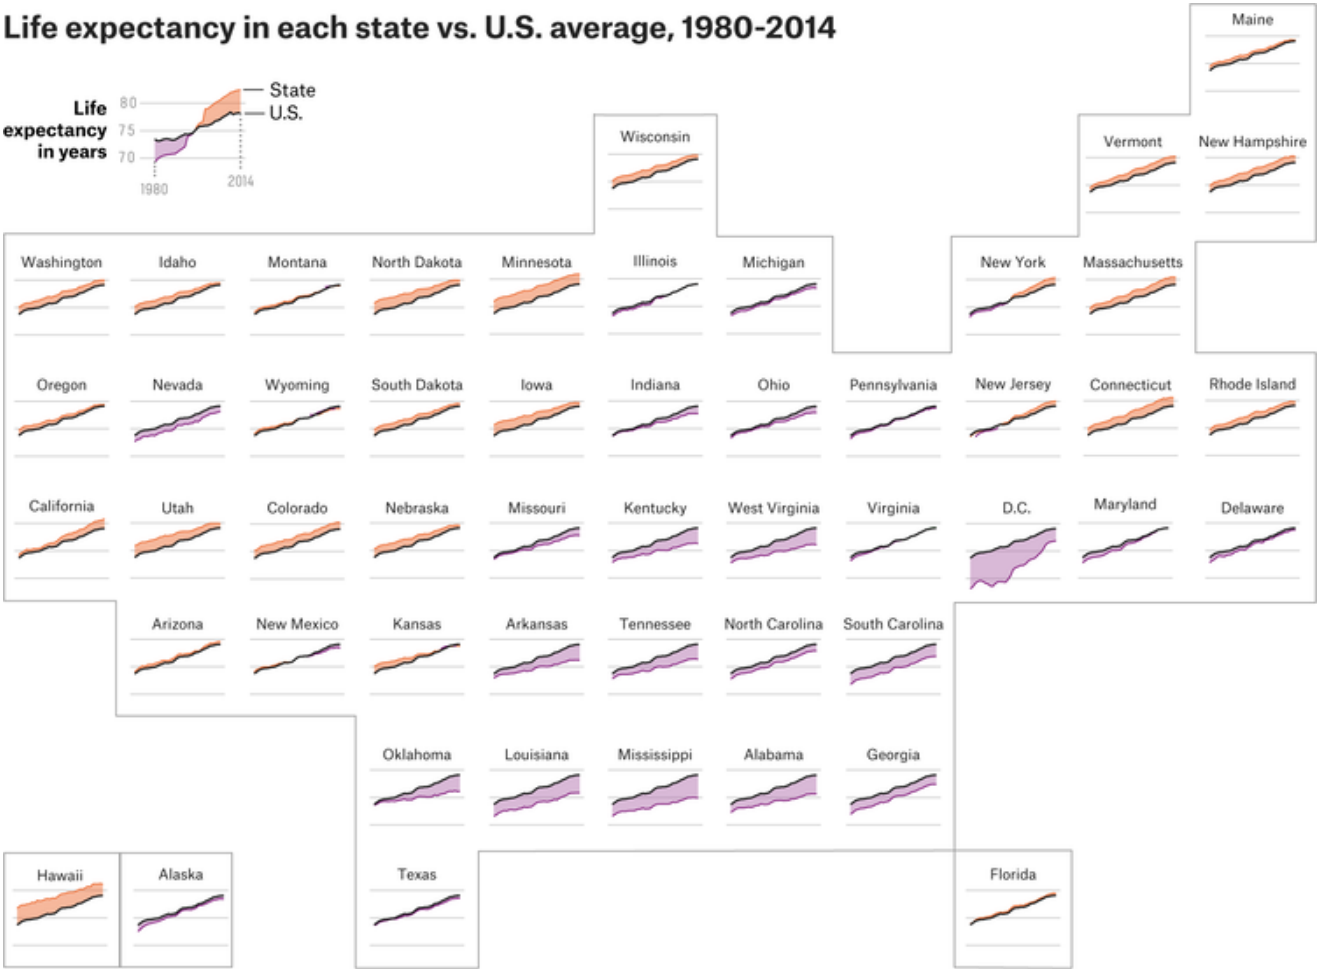 Life expectancy in each state vs. U.S. average, 1980-2014
Maine
Life
expectancy
in years
80
75
70
State
U.S.
1980
2014
Wisconsin
Vermont
New Hampshire
Washington
Idaho
Montana
North Dakota
Minnesota
Illinois
Michigan
New York
Massachusetts
Oregon
Nevada
Wyoming
South Dakota
Iowa
Indiana
Ohio
Pennsylvania
New Jersey
Connecticut
Rhode Island
California
Utah
Colorado
Nebraska
Missouri
Kentucky
West Virginia
Virginia
D.C.
Maryland
Delaware
Arizona
New Mexico
Kansas
Arkansas
Tennessee
North Carolina
South Carolina
Oklahoma
Louisiana
Mississippi
Alabama
Georgia
Hawaii
Alaska
Texas
Florida